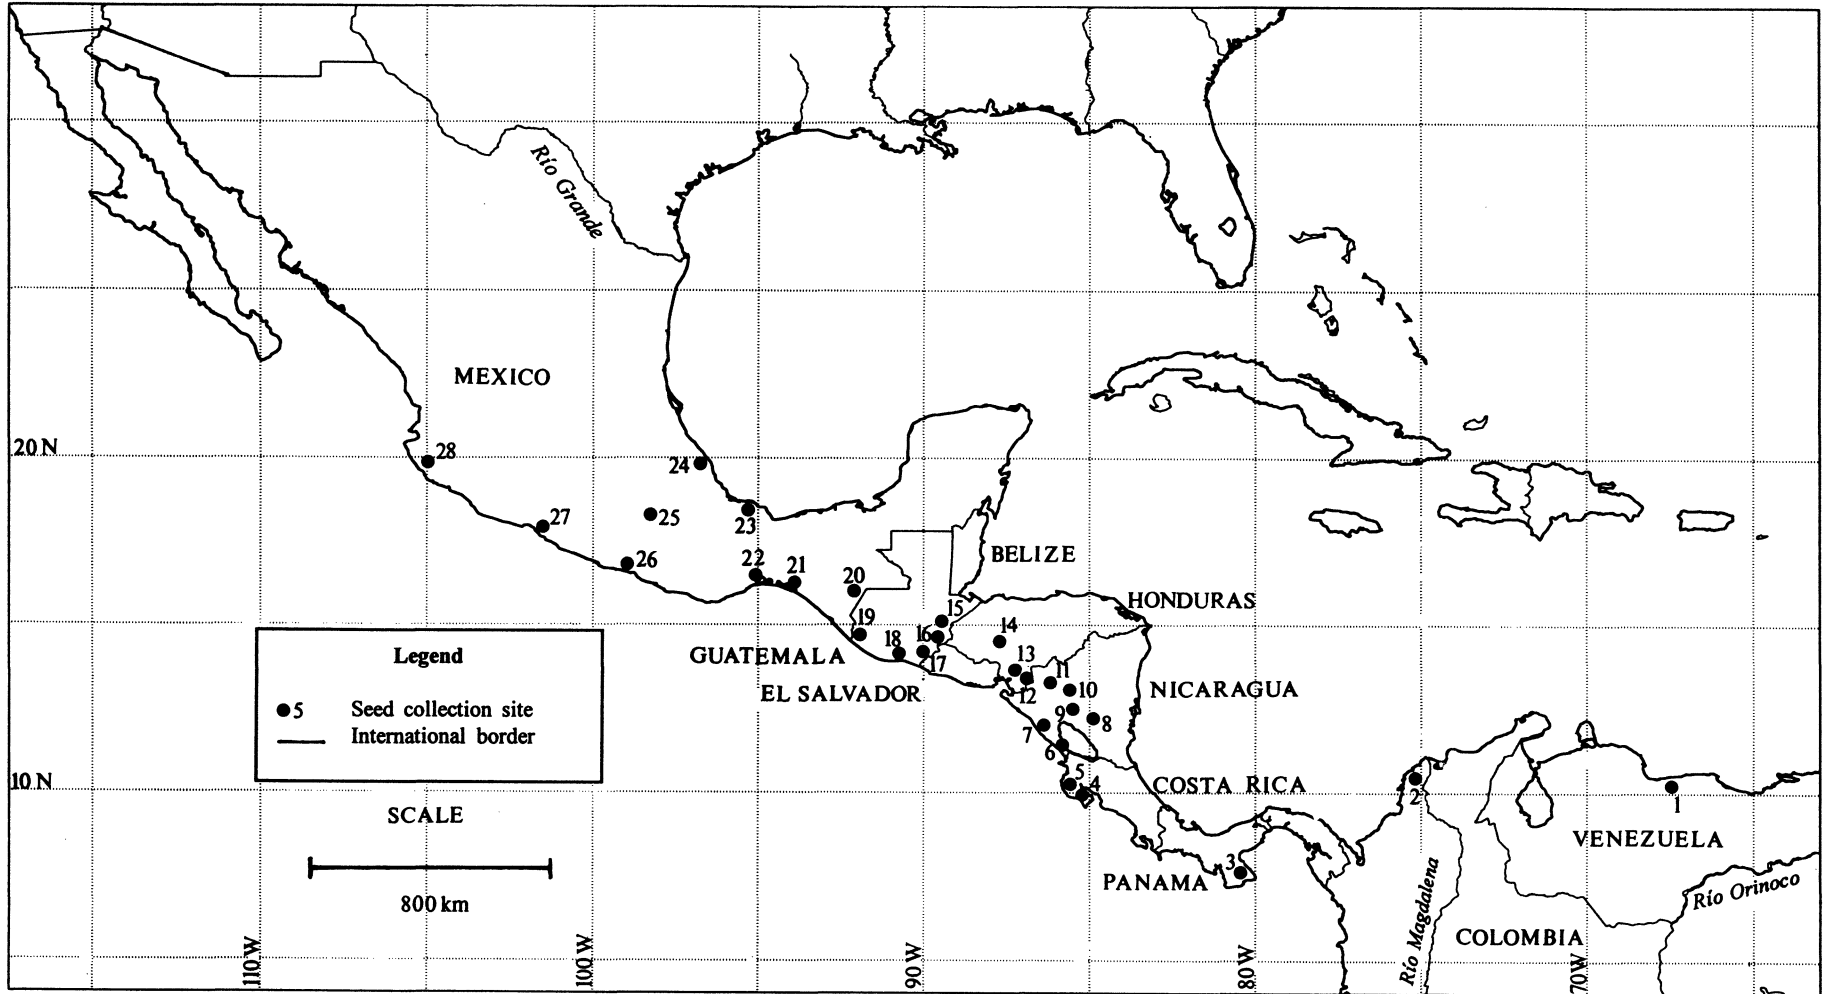 Río Grande
MEXICO
20 N
28
24
27
25
23
26
22
21
20
BELIZE
HONDURAS
19
15
14
18
16
17
13
11
12
10
GUATEMALA
EL SALVADOR
NICARAGUA
9
8
7
6
Legend
5 Seed collection site
International border
10 N
5
4
COSTA RICA
2
1
SCALE
800 km
VENEZUELA
3
PANAMA
Río Magdalena
Río Orinoco
COLOMBIA
110 W
100 W
90 W
80 W
70 W